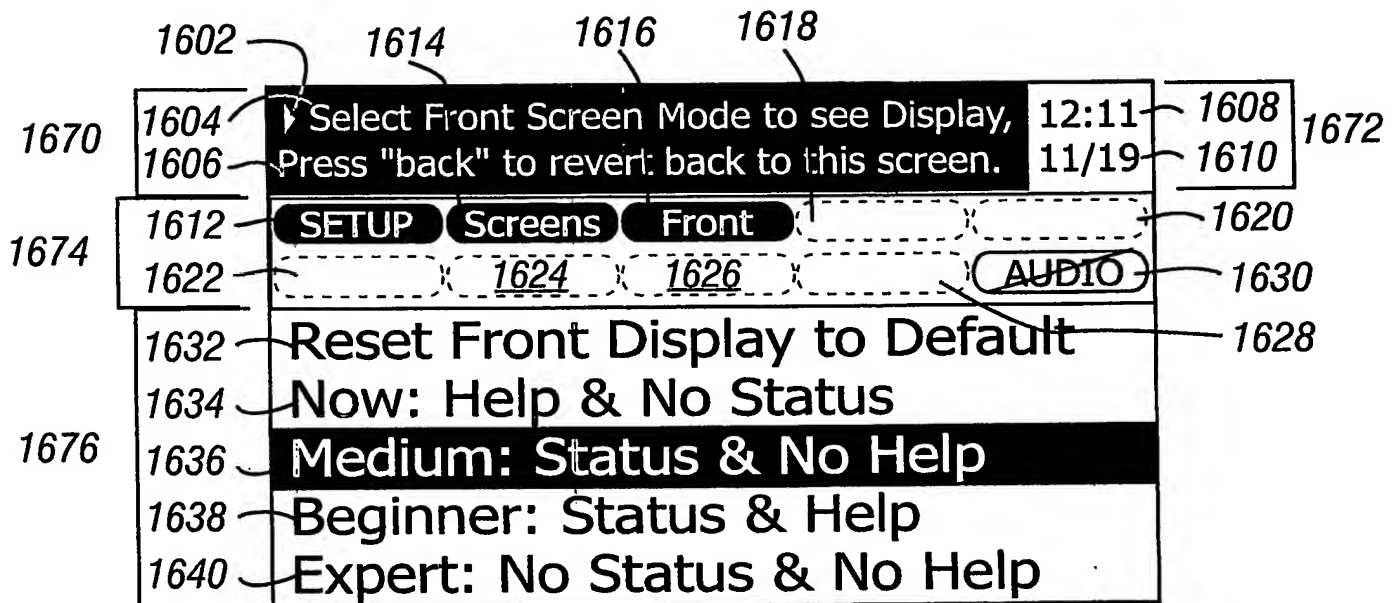 1602 1614 1616 1618
1670 1604 Select Front Screen Mode to see Display, 12:11 1608 1672
1606 Press "back" to revert back to this screen. 11/19 1610
1674 1612 SETUP Screens Front 1620
1622 1624 1626 AUDIO 1630
1632 Reset Front Display to Default 1628
1634 Now: Help & No Status
1676 1636 Medium: Status & No Help
1638 Beginner: Status & Help
1640 Expert: No Status & No Help